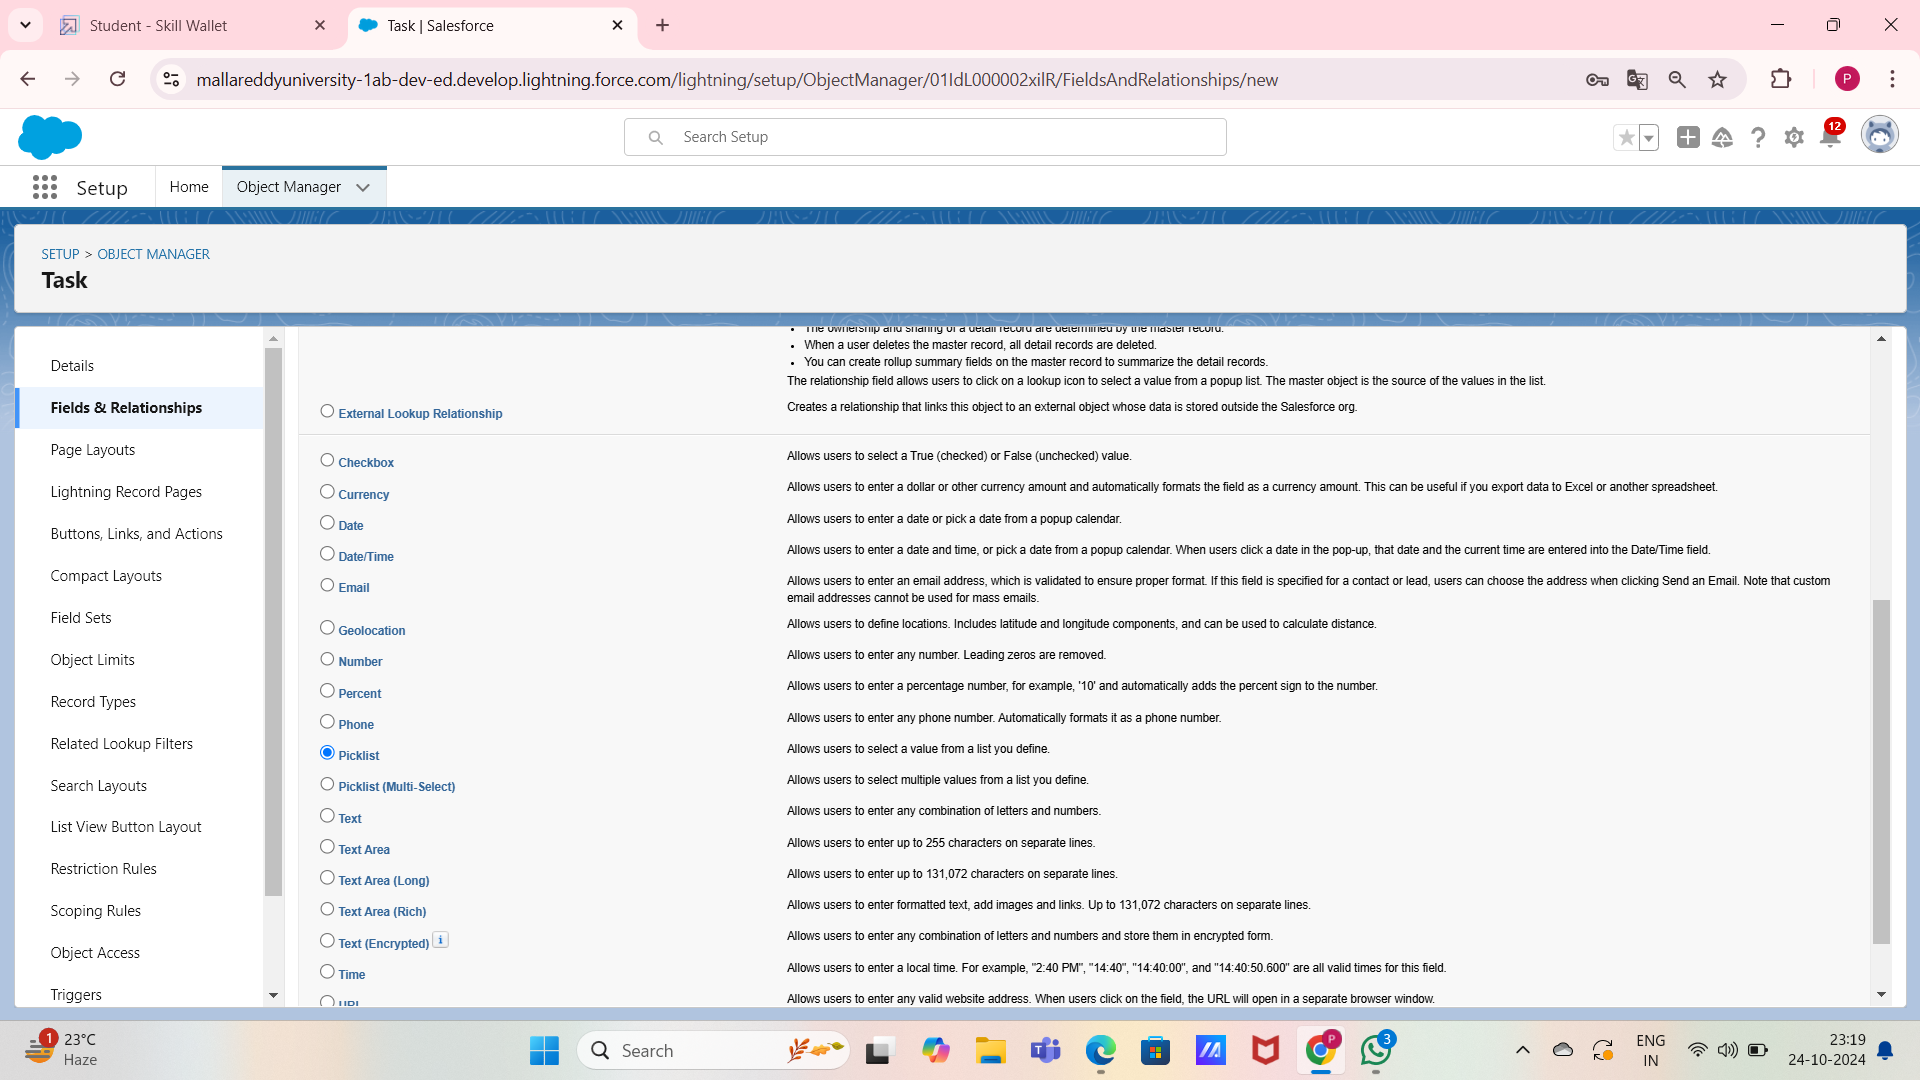 Student - Skill Wallet
Task | Salesforce
mallareddyuniversity-1ab-dev-ed.develop.lightning.force.com/lightning/setup/ObjectManager/01IdL000002xilR/FieldsAndRelationships/new
P
Search Setup
12
Setup
Home
Object Manager
SETUP > OBJECT MANAGER
Task
Details
Fields & Relationships
Page Layouts
Lightning Record Pages
Buttons, Links, and Actions
Compact Layouts
Field Sets
Object Limits
Record Types
Related Lookup Filters
Search Layouts
List View Button Layout
Restriction Rules
Scoping Rules
Object Access
Triggers
• The ownership and sharing of a detail record are determined by the master record.
• When a user deletes the master record, all detail records are deleted.
• You can create rollup summary fields on the master record to summarize the detail records.
The relationship field allows users to click on a lookup icon to select a value from a popup list. The master object is the source of the values in the list.
External Lookup Relationship
Creates a relationship that links this object to an external object whose data is stored outside the Salesforce org.
Checkbox
Allows users to select a True (checked) or False (unchecked) value.
Currency
Allows users to enter a dollar or other currency amount and automatically formats the field as a currency amount. This can be useful if you export data to Excel or another spreadsheet.
Date
Allows users to enter a date or pick a date from a popup calendar.
Date/Time
Allows users to enter a date and time, or pick a date from a popup calendar. When users click a date in the pop-up, that date and the current time are entered into the Date/Time field.
Email
Allows users to enter an email address, which is validated to ensure proper format. If this field is specified for a contact or lead, users can choose the address when clicking Send an Email. Note that custom
email addresses cannot be used for mass emails.
Geolocation
Allows users to define locations. Includes latitude and longitude components, and can be used to calculate distance.
Number
Allows users to enter any number. Leading zeros are removed.
Percent
Allows users to enter a percentage number, for example, '10' and automatically adds the percent sign to the number.
Phone
Allows users to enter any phone number. Automatically formats it as a phone number.
Picklist
Allows users to select a value from a list you define.
Picklist (Multi-Select)
Allows users to select multiple values from a list you define.
Text
Allows users to enter any combination of letters and numbers.
Text Area
Allows users to enter up to 255 characters on separate lines.
Text Area (Long)
Allows users to enter up to 131,072 characters on separate lines.
Text Area (Rich)
Allows users to enter formatted text, add images and links. Up to 131,072 characters on separate lines.
Text (Encrypted) i
Allows users to enter any combination of letters and numbers and store them in encrypted form.
Time
Allows users to enter a local time. For example, "2:40 PM", "14:40", "14:40:00", and "14:40:50.600" are all valid times for this field.
URL
Allows users to enter any valid website address. When users click on the field, the URL will open in a separate browser window.
1
23°C
Haze
Search
P
3
ENG
IN
23:19
24-10-2024